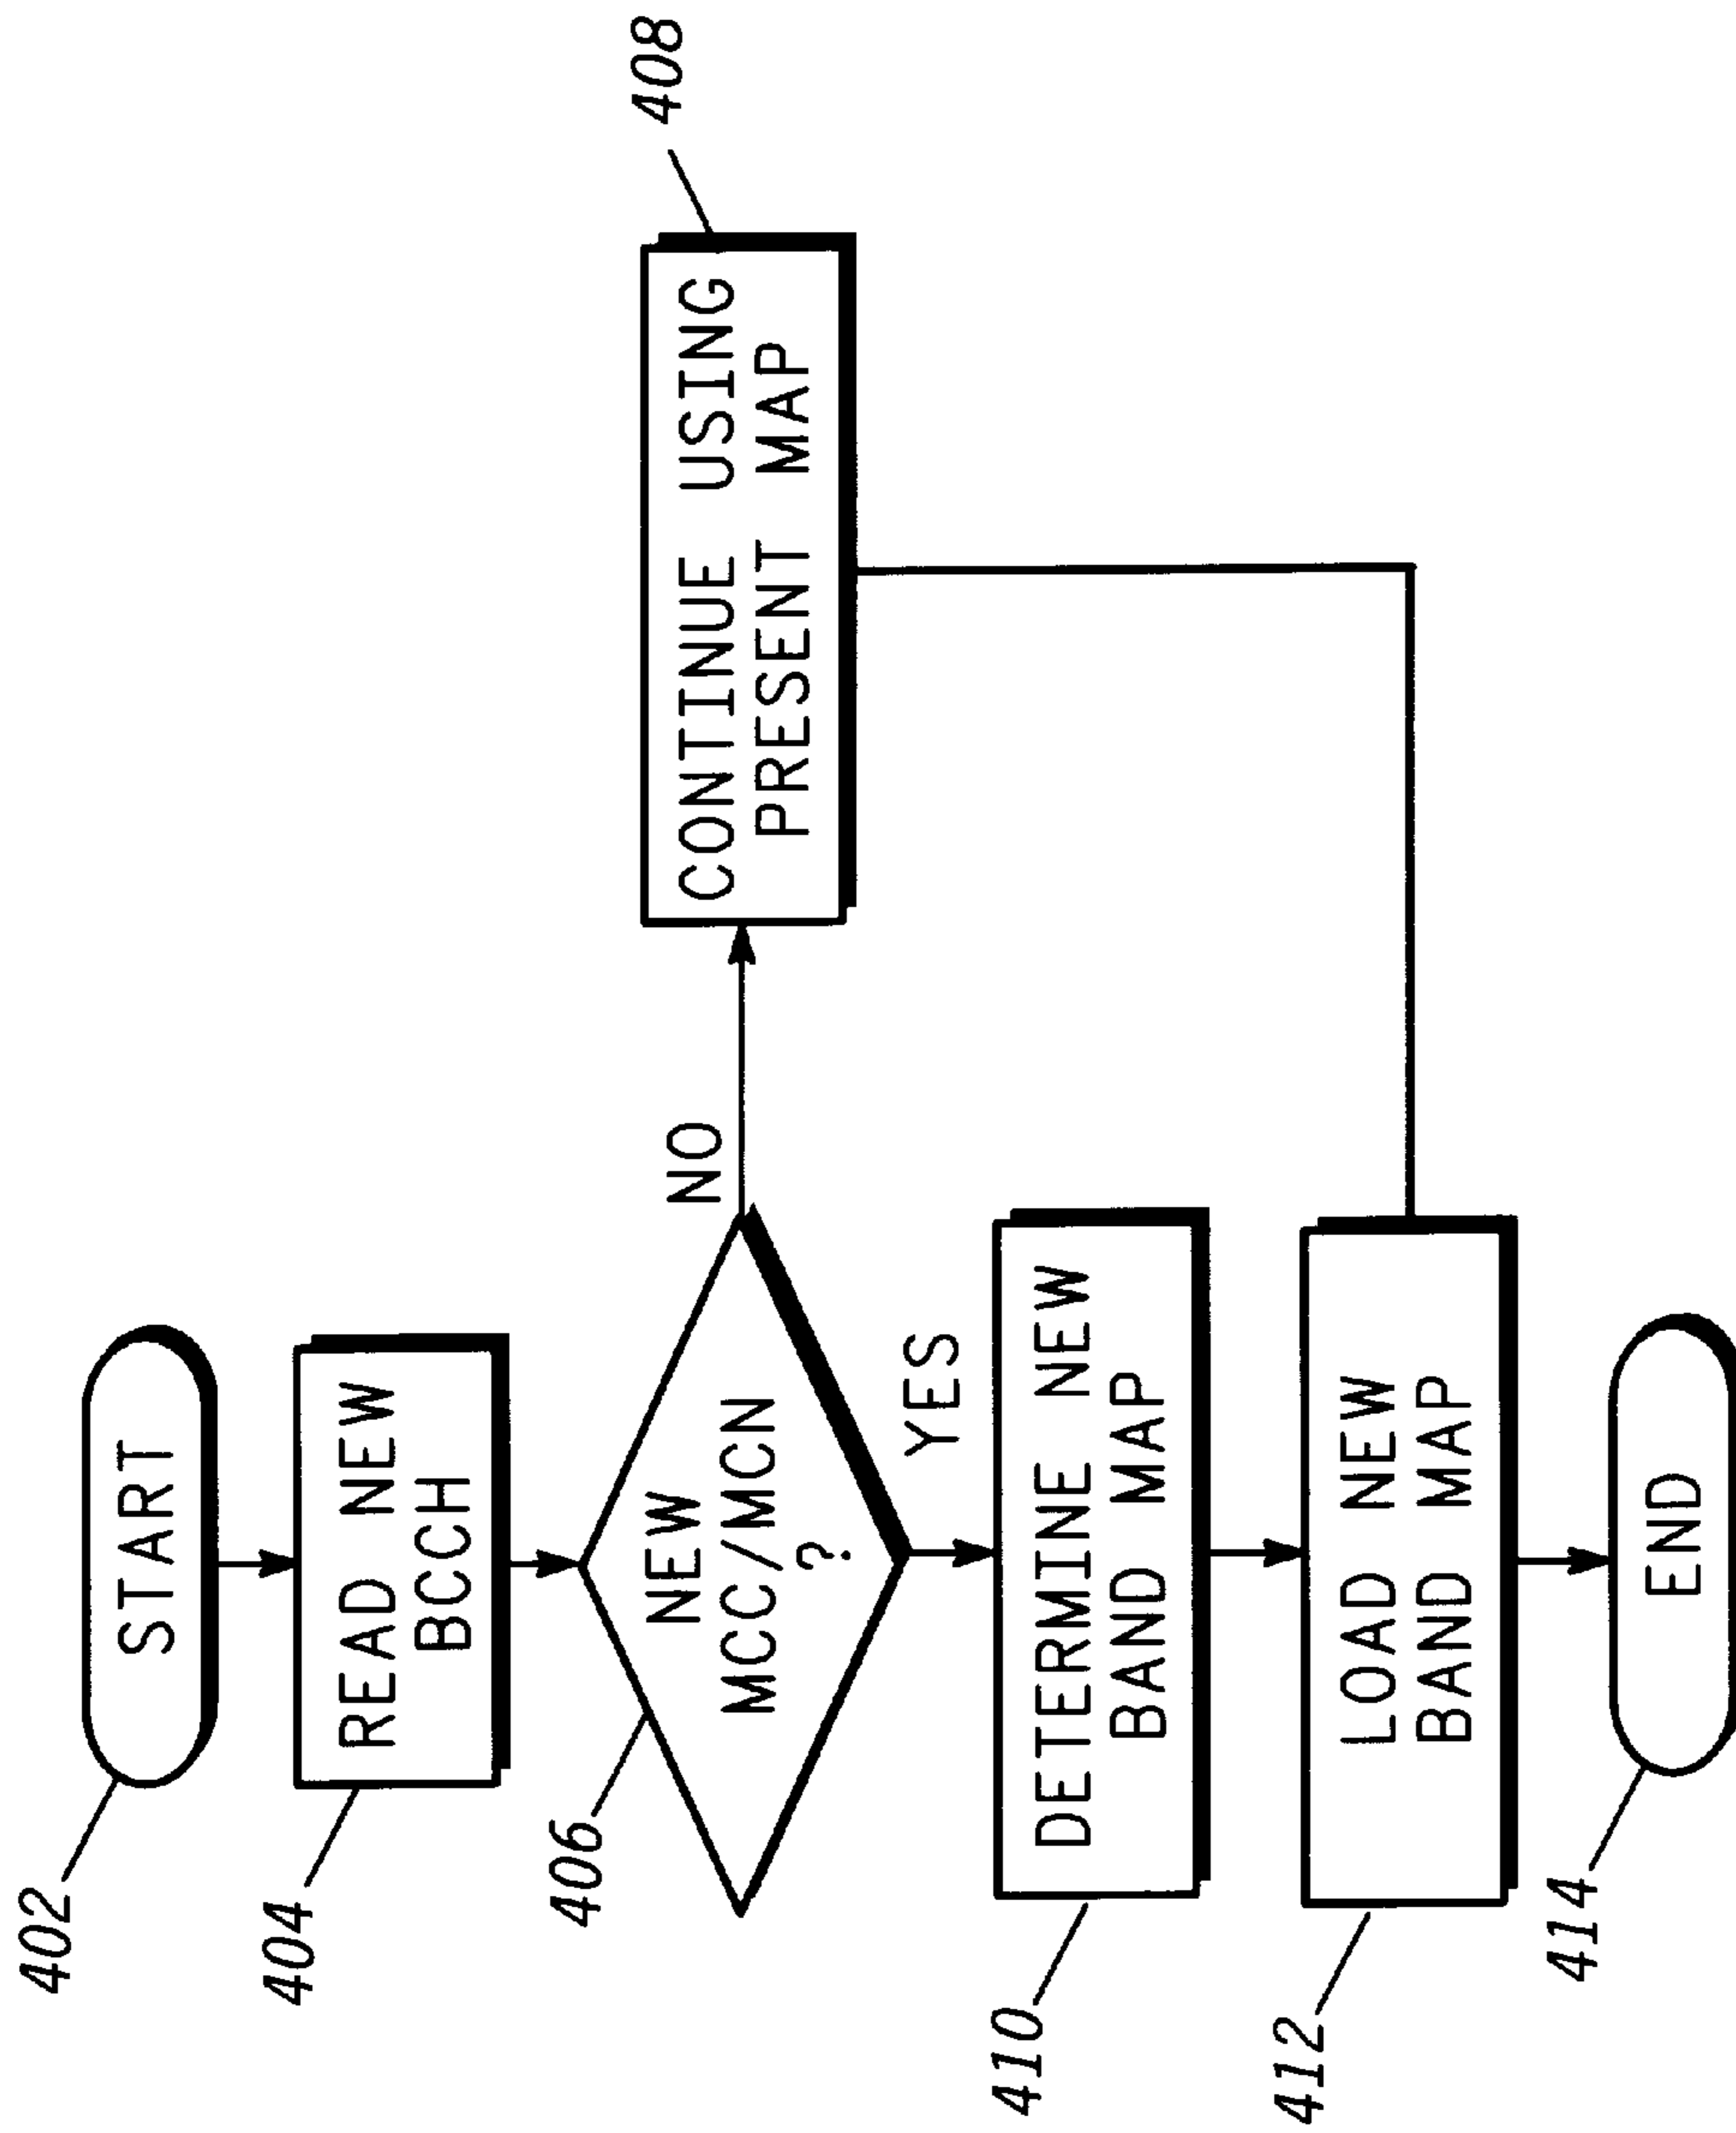 402
START
404
READ NEW
BCCH
406
NEW
MCC/MCN
?
NO
408
CONTINUE USING
PRESENT MAP
YES
410
DETERMINE NEW
BAND MAP
412
LOAD NEW
BAND MAP
414
END